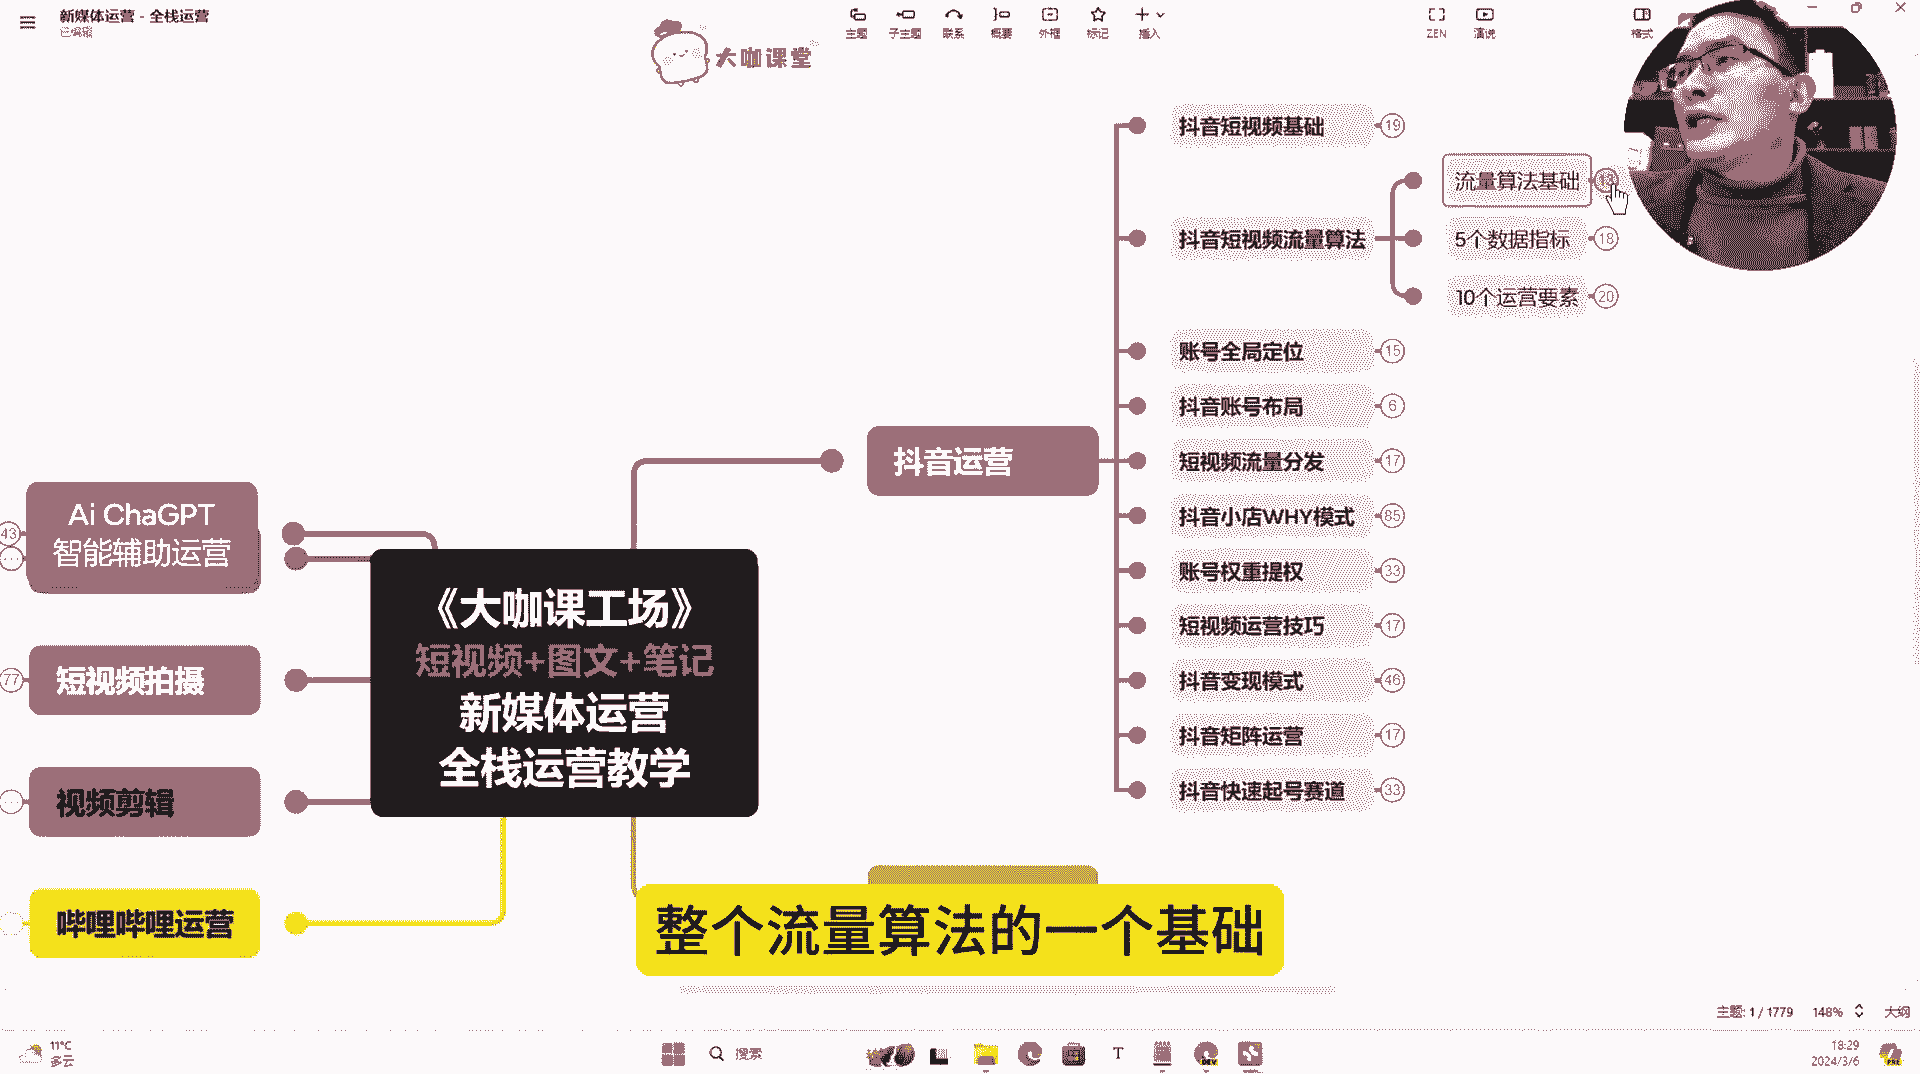 新媒体运营 - 全栈运营
已编辑
主题
子主题
联系
概要
外框
标记
插入
ZEN
演说
格式
大咖课堂
抖音短视频基础
19
抖音短视频流量算法
流量算法基础
5个数据指标
18
10个运营要素
20
账号全局定位
15
抖音账号布局
6
抖音运营
短视频流量分发
17
抖音小店WHY模式
85
账号权重提权
33
短视频运营技巧
17
抖音变现模式
46
抖音矩阵运营
17
抖音快速起号赛道
33
Ai ChaGPT
智能辅助运营
43
短视频拍摄
77
视频剪辑
哔哩哔哩运营
《大咖课工场》
短视频+图文+笔记
新媒体运营
全栈运营教学
整个流量算法的一个基础
主题: 1 / 1779
148%
大纲
11°C
多云
搜索
18:29
2024/3/6